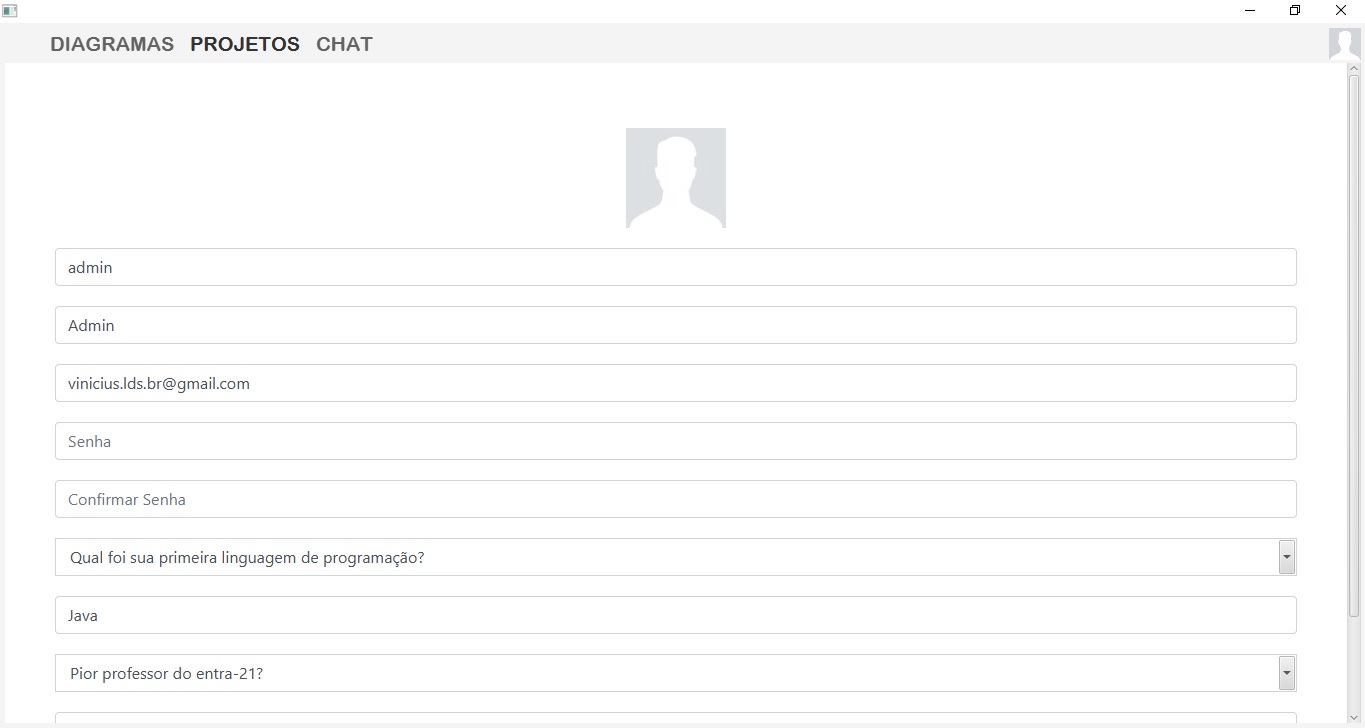 DIAGRAMAS PROJETOS CHAT
admin
Admin
vinicius.lds.br@gmail.com
Senha
Confirmar Senha
Qual foi sua primeira linguagem de programação?
Java
Pior professor do entra-21?